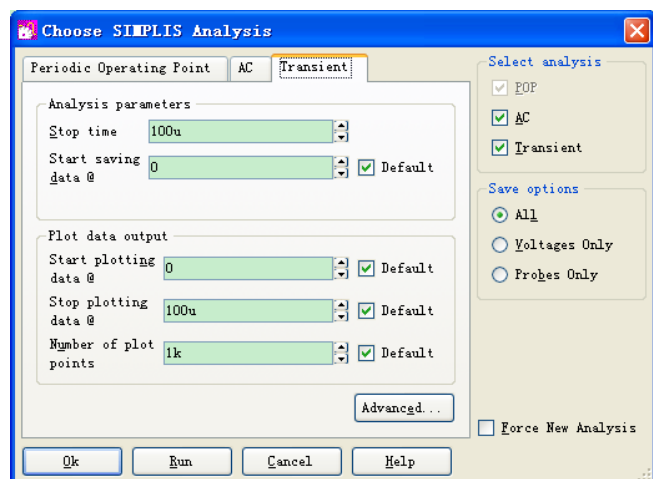 Choose SIMPLIS Analysis
Periodic Operating Point AC Transient
Analysis parameters
Stop time 100u
Start saving data @ 0 Default
Plot data output
Start plotting data @ 0 Default
Stop plotting data @ 100u Default
Number of plot points 1k Default
Advanced...
Select analysis
POP
AC
Transient
Save options
All
Voltages Only
Probes Only
Force New Analysis
Ok Run Cancel Help